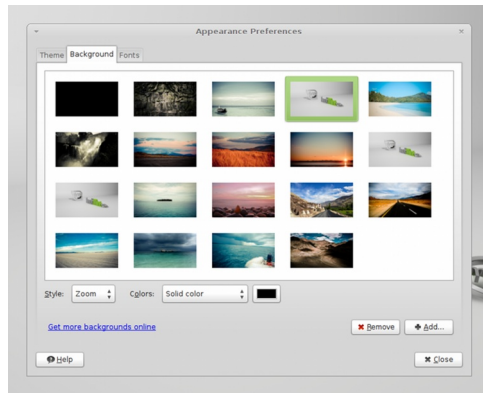 Appearance Preferences
Theme Background Fonts
Style: Zoom Colors: Solid color
Get more backgrounds online Remove Add...
Help Close